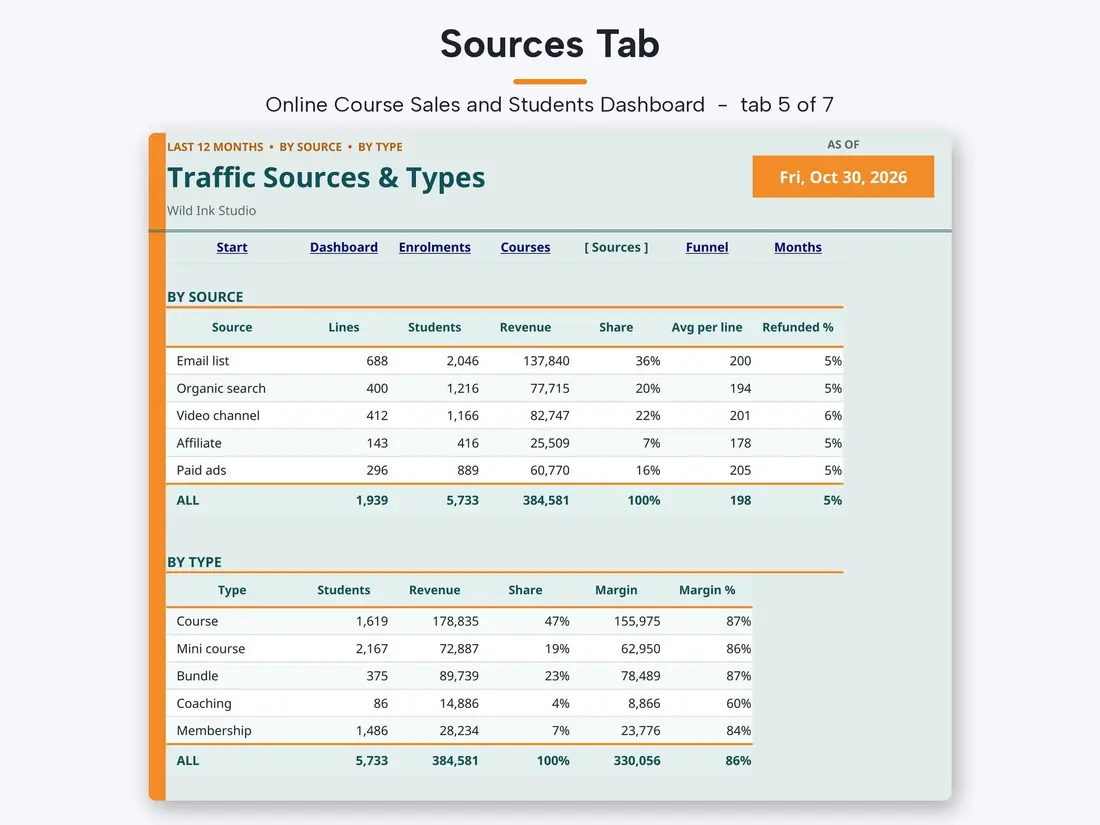 Sources Tab
Online Course Sales and Students Dashboard – tab 5 of 7
LAST 12 MONTHS • BY SOURCE • BY TYPE
AS OF
Traffic Sources & Types
Fri, Oct 30, 2026
Wild Ink Studio
Start Dashboard Enrolments Courses [ Sources ] Funnel Months
BY SOURCE
Source Lines Students Revenue Share Avg per line Refunded %
Email list 688 2,046 137,840 36% 200 5%
Organic search 400 1,216 77,715 20% 194 5%
Video channel 412 1,166 82,747 22% 201 6%
Affiliate 143 416 25,509 7% 178 5%
Paid ads 296 889 60,770 16% 205 5%
ALL 1,939 5,733 384,581 100% 198 5%
BY TYPE
Type Students Revenue Share Margin Margin %
Course 1,619 178,835 47% 155,975 87%
Mini course 2,167 72,887 19% 62,950 86%
Bundle 375 89,739 23% 78,489 87%
Coaching 86 14,886 4% 8,866 60%
Membership 1,486 28,234 7% 23,776 84%
ALL 5,733 384,581 100% 330,056 86%